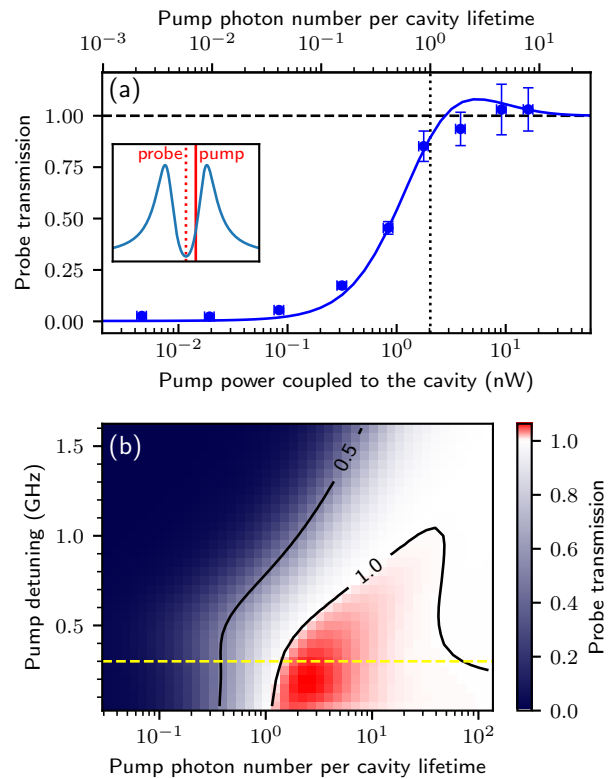 Pump photon number per cavity lifetime
10⁻³ 10⁻² 10⁻¹ 10⁰ 10¹
(a)
Probe transmission
1.00
0.75
0.50
0.25
0.00
probe pump
10⁻² 10⁻¹ 10⁰ 10¹
Pump power coupled to the cavity (nW)
(b)
Pump detuning (GHz)
1.5
1.0
0.5
0.5
1.0
10⁻¹ 10⁰ 10¹ 10²
Pump photon number per cavity lifetime
1.0
0.8
0.6
0.4
0.2
0.0
Probe transmission